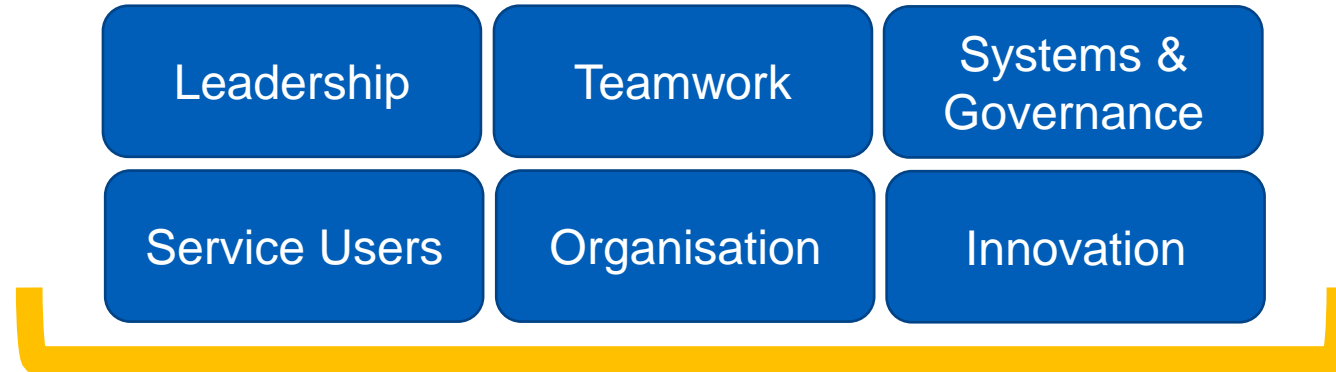 Leadership
Teamwork
Systems &
Governance
Service Users
Organisation
Innovation